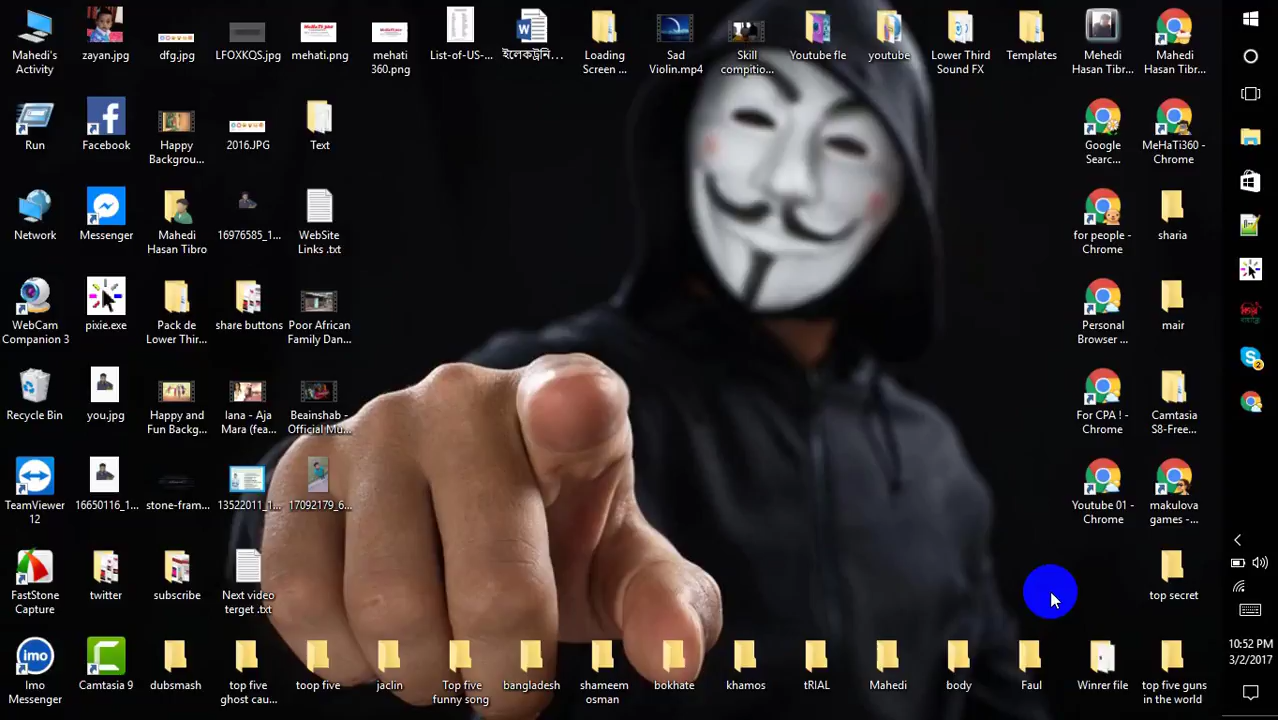 Mahedi's
Activity
zayan.jpg
dfg.jpg
LFOXKQS.jpg
mehati.png
mehati
360.png
List-of-US-...
ইলেকট্রনি...
Loading
Screen ...
Sad
Violin.mp4
Skill
compitio...
Youtube fle
youtube
Lower Third
Sound FX
Templates
Mehedi
Hasan Tibr...
Mahedi
Hasan Tibr...
Run
Facebook
Happy
Backgrou...
2016.JPG
Text
Google
Searc...
MeHaTi360 -
Chrome
Network
Messenger
Mahedi
Hasan Tibro
16976585_1...
WebSite
Links .txt
for people -
Chrome
sharia
WebCam
Companion 3
pixie.exe
Pack de
Lower Thir...
share buttons
Poor African
Family Dan...
Personal
Browser ...
mair
Recycle Bin
you.jpg
Happy and
Fun Backg...
lana - Aja
Mara (fea...
Beainshab -
Official Mu...
For CPA ! -
Chrome
Camtasia
S8-Free...
TeamViewer
12
16650116_1...
stone-fram...
13522011_1...
17092179_6...
Youtube 01 -
Chrome
makulova
games -...
FastStone
Capture
twitter
subscribe
Next video
terget .txt
top secret
imo
Imo
Messenger
Camtasia 9
dubsmash
top five
ghost cau...
toop five
jaclin
Top five
funny song
bangladesh
shameem
osman
bokhate
khamos
tRIAL
Mahedi
body
Faul
Winrer file
top five guns
in the world
10:52 PM
3/2/2017